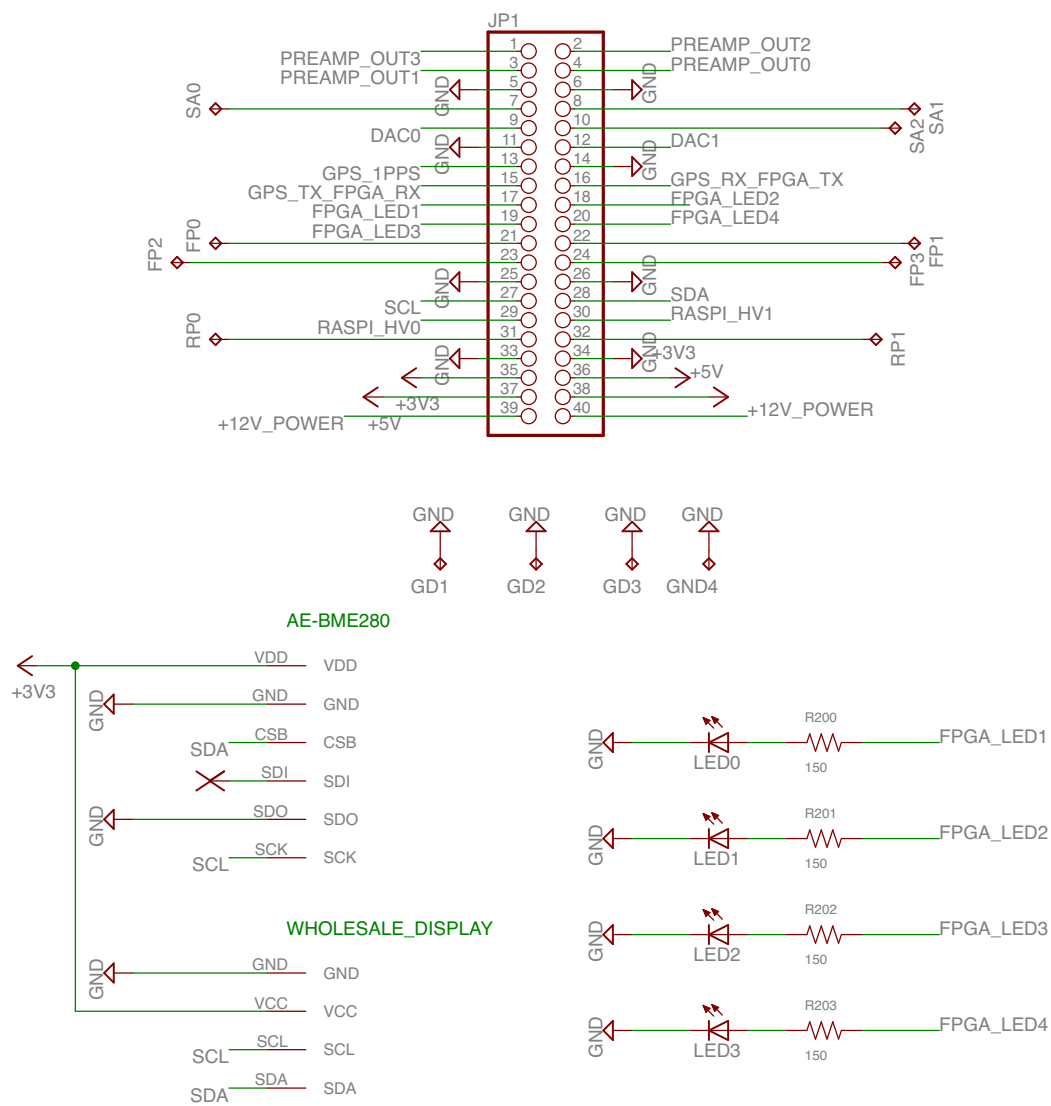 JP1
1 2 PREAMP_OUT2
PREAMP_OUT3 3 4 PREAMP_OUT0
PREAMP_OUT1 GND 5 6 GND
SA0 7 8 SA1
9 10 SA2
DAC0 GND 11 12 DAC1
13 14 GND
GPS_1PPS 15 16 GPS_RX_FPGA_TX
GPS_TX_FPGA_RX 17 18 FPGA_LED2
FPGA_LED1 19 20 FPGA_LED4
FPGA_LED3
FP0 21 22 FP1
FP2 23 24 FP3
GND 25 26 GND
27 28 SDA
SCL 29 30 RASPI_HV1
RASPI_HV0
RP0 31 32 RP1
GND 33 34 GND +3V3
35 36 +5V
+3V3 37 38
+12V_POWER +5V 39 40 +12V_POWER
GND GND GND GND
GD1 GD2 GD3 GND4
AE-BME280
+3V3 VDD VDD
GND GND GND
SDA CSB CSB
SDI SDI
GND SDO SDO
SCL SCK SCK
WHOLESALE_DISPLAY
GND GND GND
VCC VCC
SCL SCL SCL
SDA SDA SDA
R200
GND LED0 FPGA_LED1
150
R201
GND LED1 FPGA_LED2
150
R202
GND LED2 FPGA_LED3
150
R203
GND LED3 FPGA_LED4
150